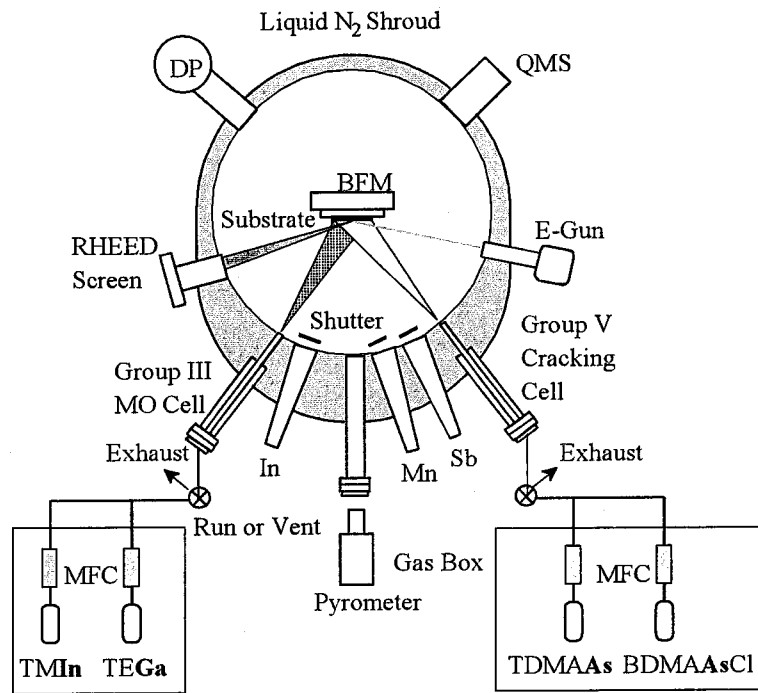 Liquid N₂ Shroud
DP
QMS
BFM
Substrate
RHEED
Screen
E-Gun
Shutter
Group III
MO Cell
Group V
Cracking
Cell
In
Mn
Sb
Exhaust
Exhaust
Run or Vent
Gas Box
Pyrometer
MFC
TMIn TEGa
MFC
TDMAAs BDMAAsCl